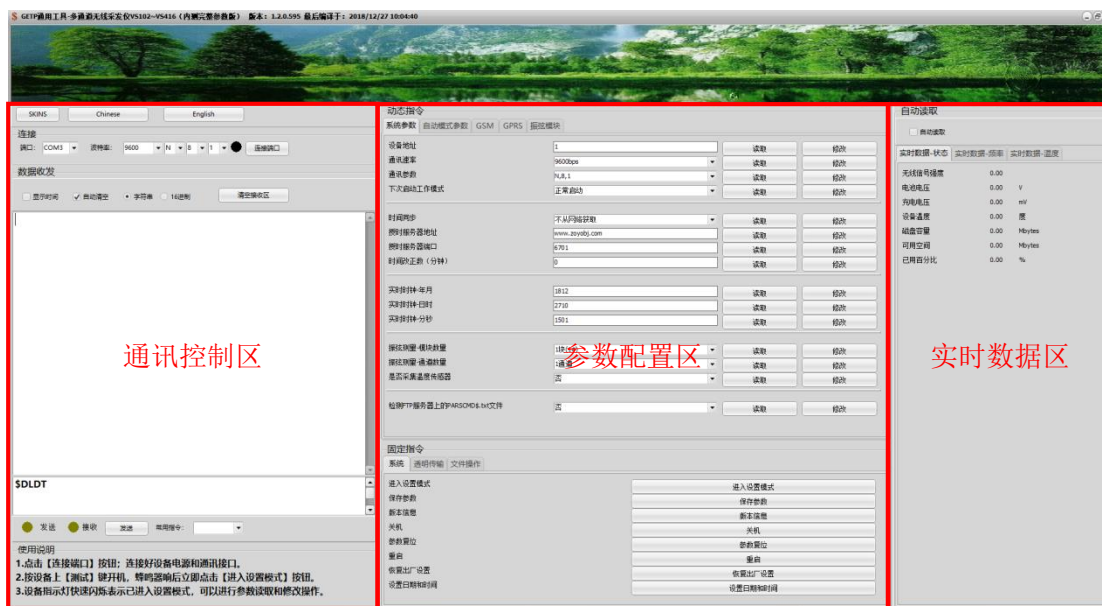 GETP通用工具-多通道无线采发仪VS102~VS416（内测完整参数版） 版本：1.2.0.595 最后编译于：2018/12/27 10:04:40
SKINS Chinese English
连接
端口： COM3 波特率： 9600 N 8 1 连接端口
数据收发
显示时间 自动清空 字符串 16进制 清空接收区
通讯控制区
$DLDT
发送 接收 发送 常用指令：
使用说明
1.点击【连接端口】按钮；连接好设备电源和通讯接口。
2.按设备上【测试】键开机，蜂鸣器响后立即点击【进入设置模式】按钮。
3.设备指示灯快速闪烁表示已进入设置模式，可以进行参数读取和修改操作。
动态指令
系统参数 自动模式参数 GSM GPRS 振弦模块
设备地址 1 读取 修改
通讯速率 9600bps 读取 修改
通讯参数 N,8,1 读取 修改
下次启动工作模式 正常启动 读取 修改
时间同步 不从网络获取 读取 修改
授时服务器地址 www.zoyobj.com 读取 修改
授时服务器端口 6701 读取 修改
时间改正数（分钟） 0 读取 修改
实时时钟-年月 1812 读取 修改
实时时钟-日时 2710 读取 修改
实时时钟-分秒 1501 读取 修改
振弦测量-模块数量 读取 修改
振弦测量-通道数量 1通道 读取 修改
是否采集温度传感器 否 读取 修改
参数配置区
检测FTP服务器上的PARSCMD$.txt文件 否 读取 修改
固定指令
系统 透明传输 文件操作
进入设置模式 进入设置模式
保存参数 保存参数
版本信息 版本信息
关机 关机
参数复位 参数复位
重启 重启
恢复出厂设置 恢复出厂设置
设置日期和时间 设置日期和时间
自动读取
自动读取
实时数据-状态 实时数据-频率 实时数据-温度
无线信号强度 0.00
电池电压 0.00 V
充电电压 0.00 mV
设备温度 0.00 度
磁盘容量 0.00 Mbytes
可用空间 0.00 Mbytes
已用百分比 0.00 %
实时数据区